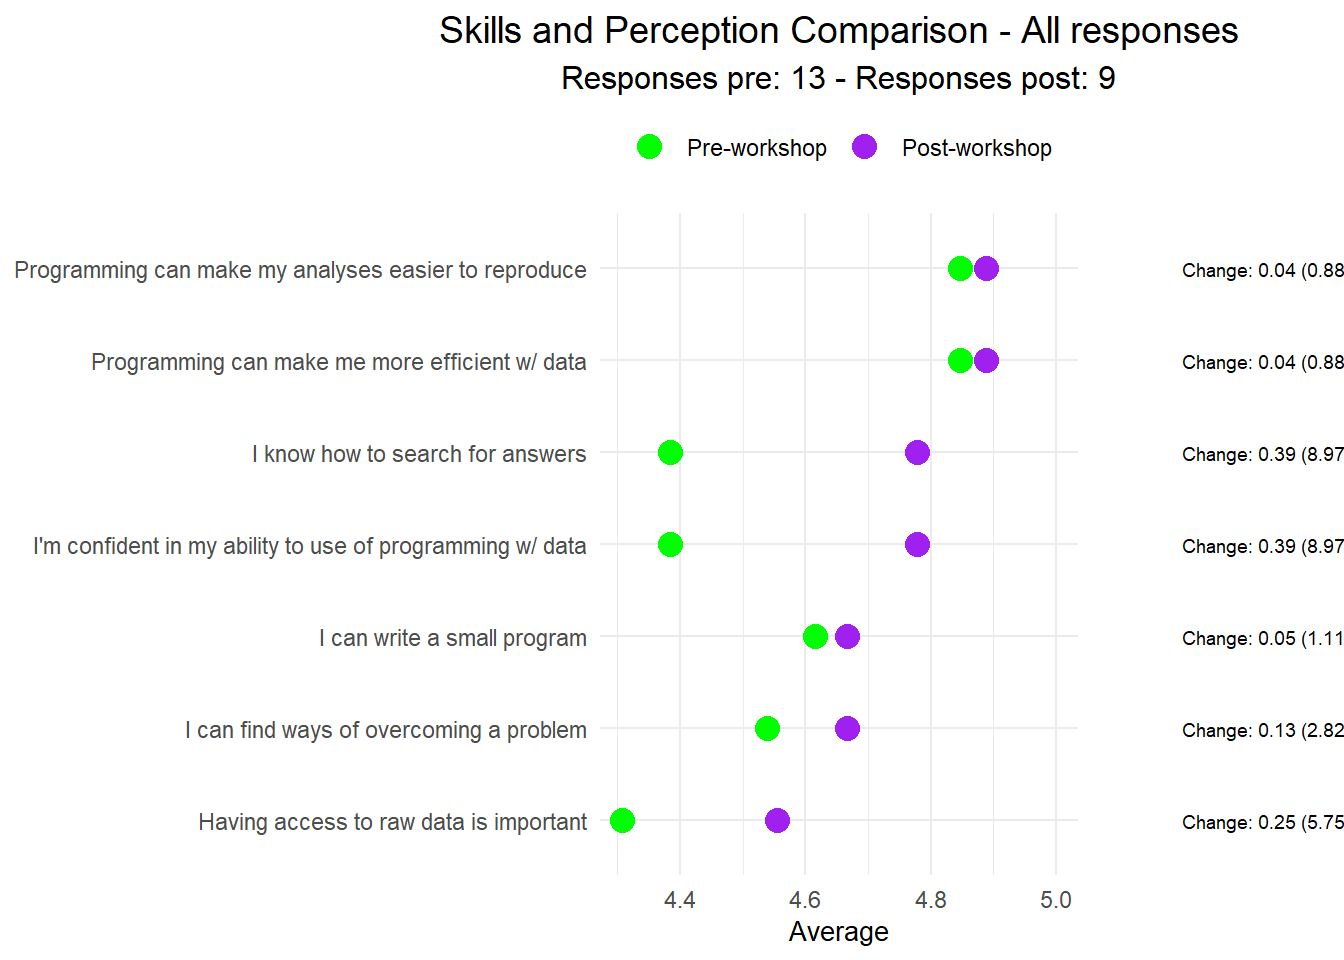 Skills and Perception Comparison - All responses
Responses pre: 13 - Responses post: 9
Pre-workshop Post-workshop
Programming can make my analyses easier to reproduce Change: 0.04 (0.88
Programming can make me more efficient w/ data Change: 0.04 (0.88
I know how to search for answers Change: 0.39 (8.97
I'm confident in my ability to use of programming w/ data Change: 0.39 (8.97
I can write a small program Change: 0.05 (1.11
I can find ways of overcoming a problem Change: 0.13 (2.82
Having access to raw data is important Change: 0.25 (5.75
4.4 4.6 4.8 5.0
Average